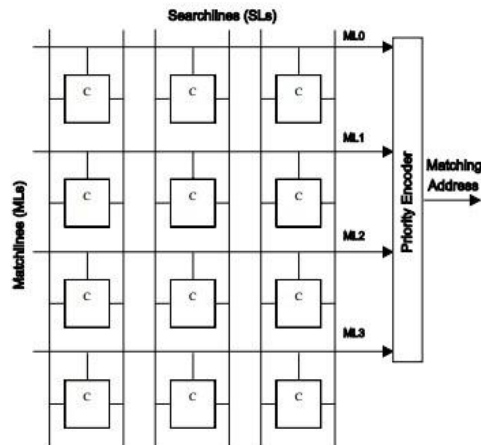 Searchlines (SLs)
ML0
C C C
ML1
C C C
ML2
C C C
ML3
C C C
Matchlines (MLs)
Priority Encoder
Matching
Address